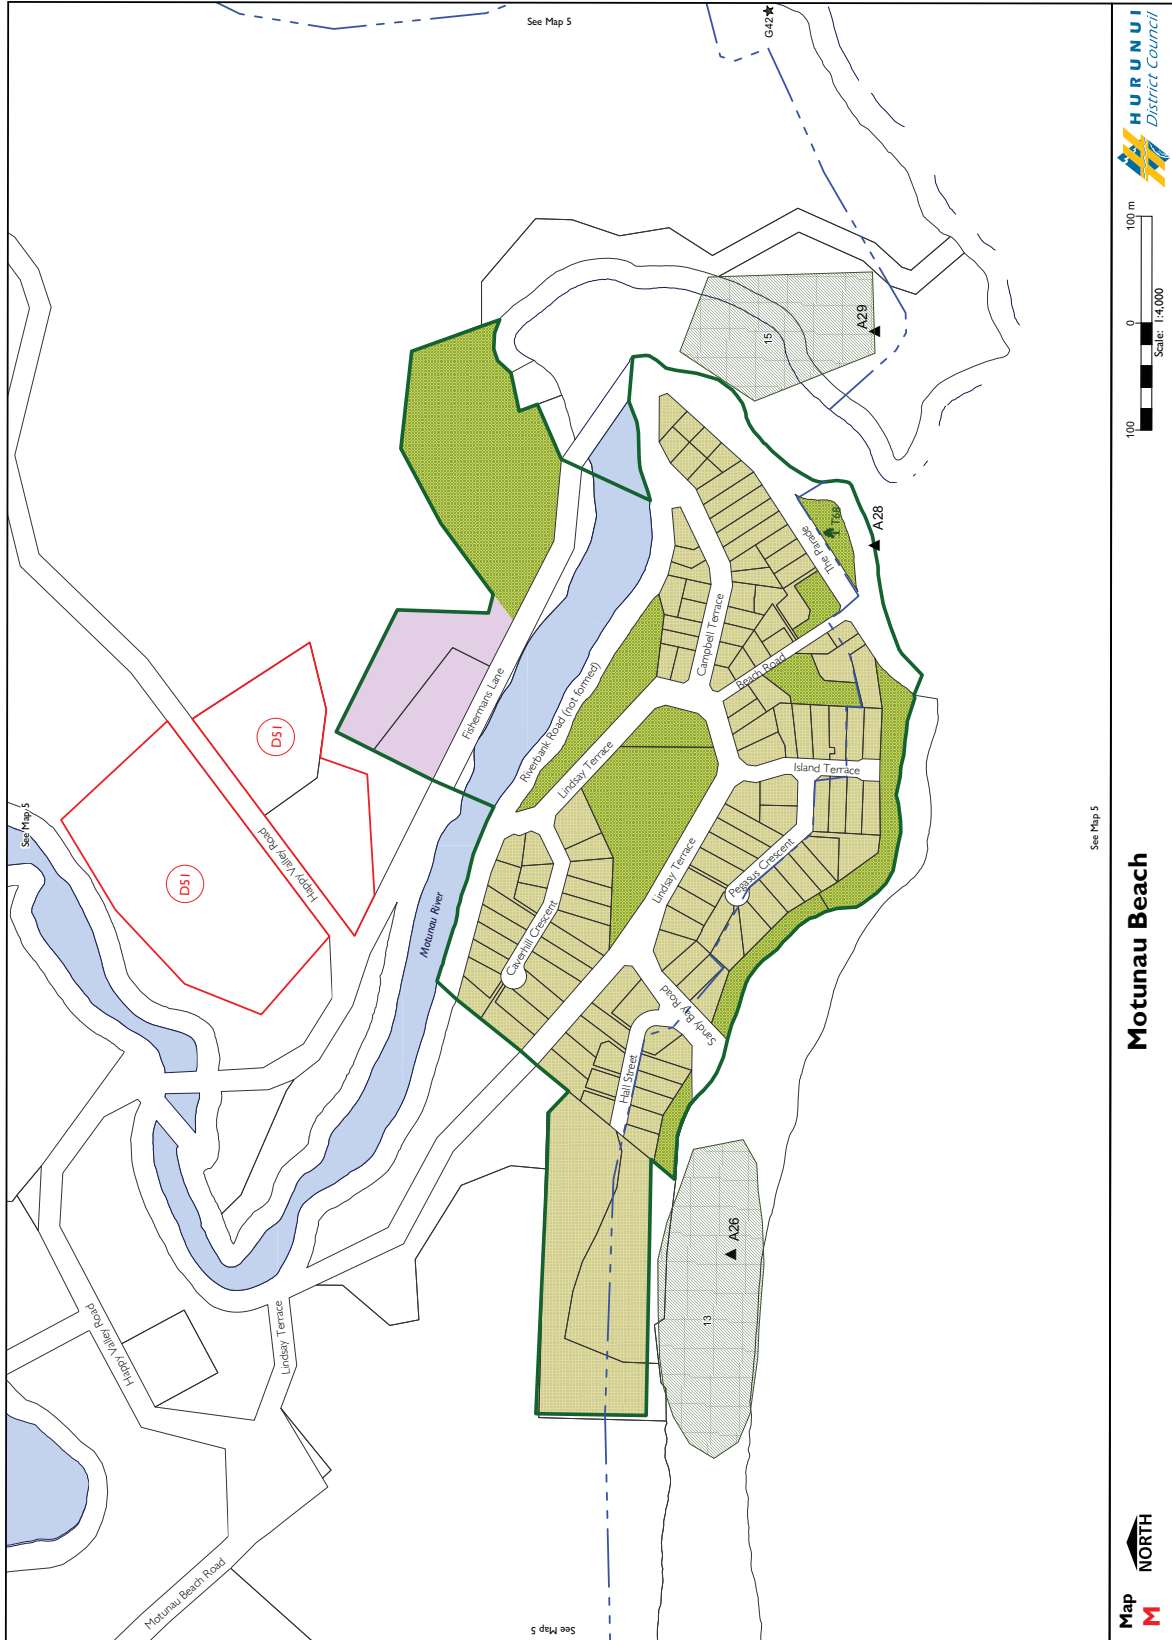 See Map 5
G42
HURUNUI
District Council
See Map 5
D51
D51
Happy Valley Road
Fishermans Lane
Motunau River
Riverbank Road (not formed)
Lindsay Terrace
Campbell Terrace
Beach Road
The Parade
T68
A28
15
A29
Island Terrace
Lindsay Terrace
Pegasus Crescent
Caverhill Crescent
Sandy Bay Road
Hall Street
A26
13
Happy Valley Road
Lindsay Terrace
Motunau Beach Road
See Map 5
See Map 5
100
0
100 m
Scale: 1:4,000
Motunau Beach
Map
M
NORTH